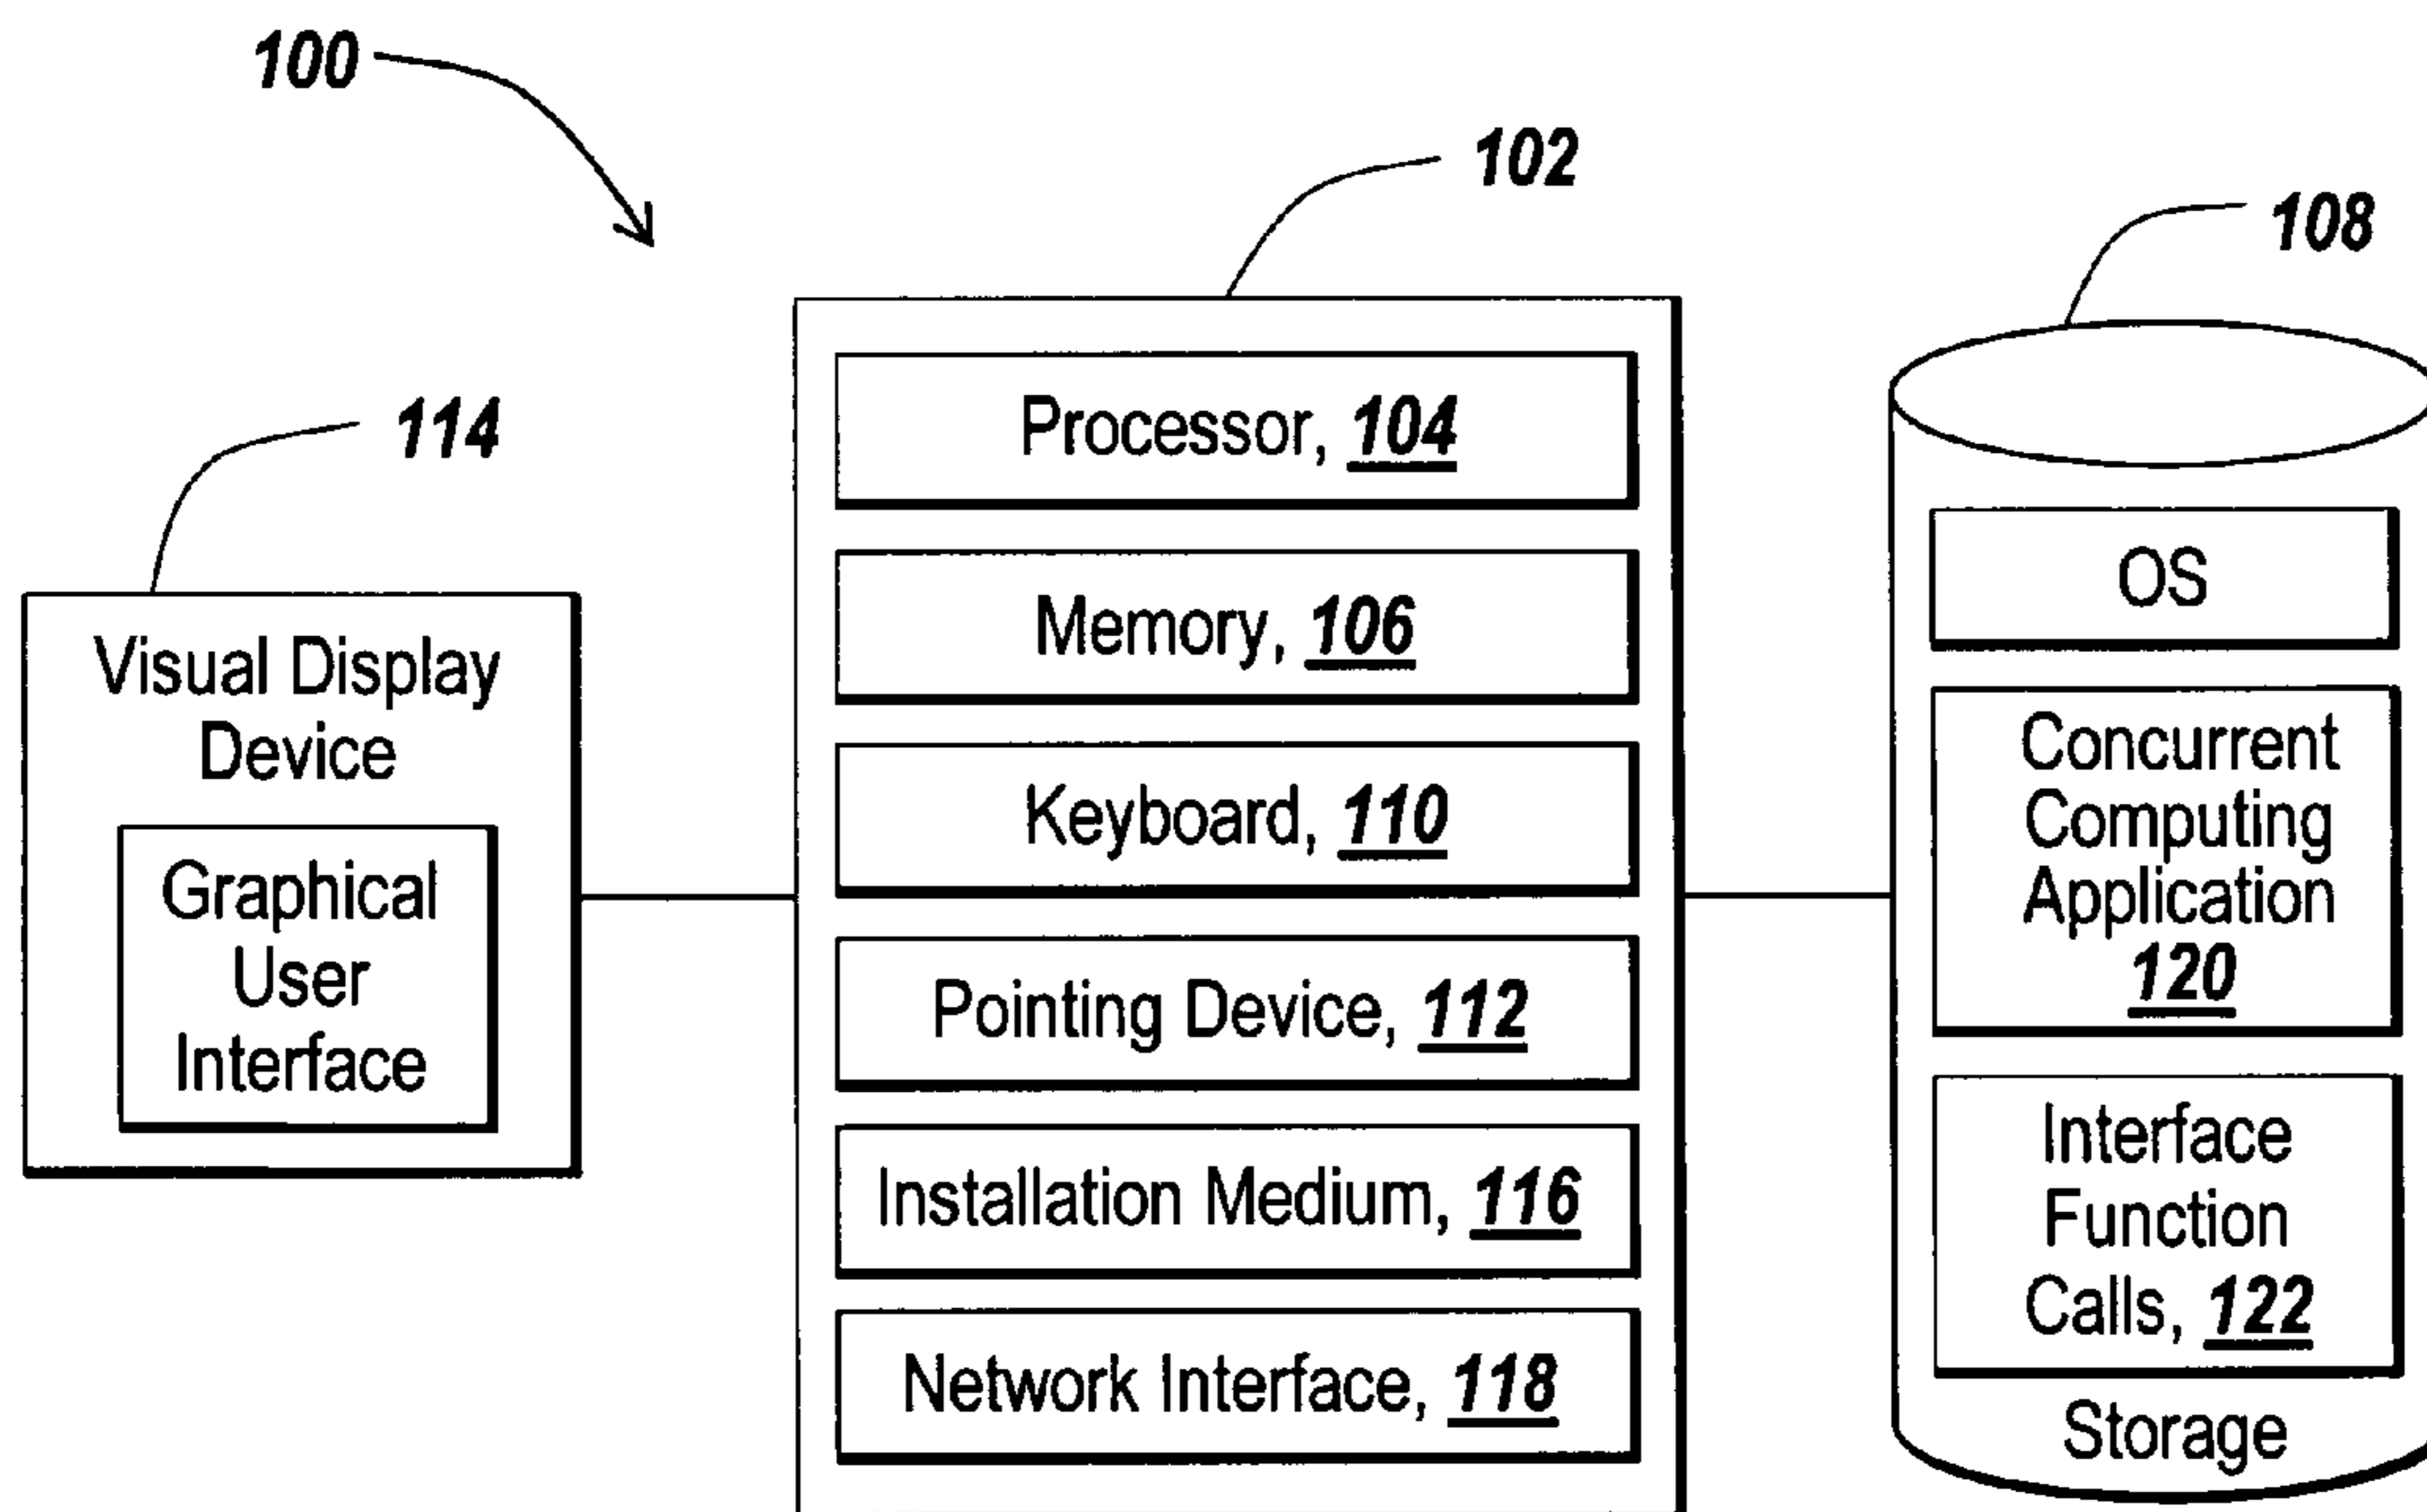 100
102
108
114
Visual Display
Device
Graphical
User
Interface
Processor, 104
Memory, 106
Keyboard, 110
Pointing Device, 112
Installation Medium, 116
Network Interface, 118
OS
Concurrent
Computing
Application
120
Interface
Function
Calls, 122
Storage